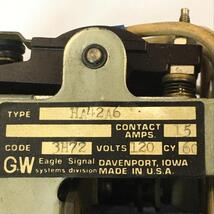 TYPE HA42A6
CONTACT AMPS. 15
CODE 3H72 VOLTS 120 CY 60
G+W Eagle Signal DAVENPORT, IOWA
systems division MADE IN U.S.A.